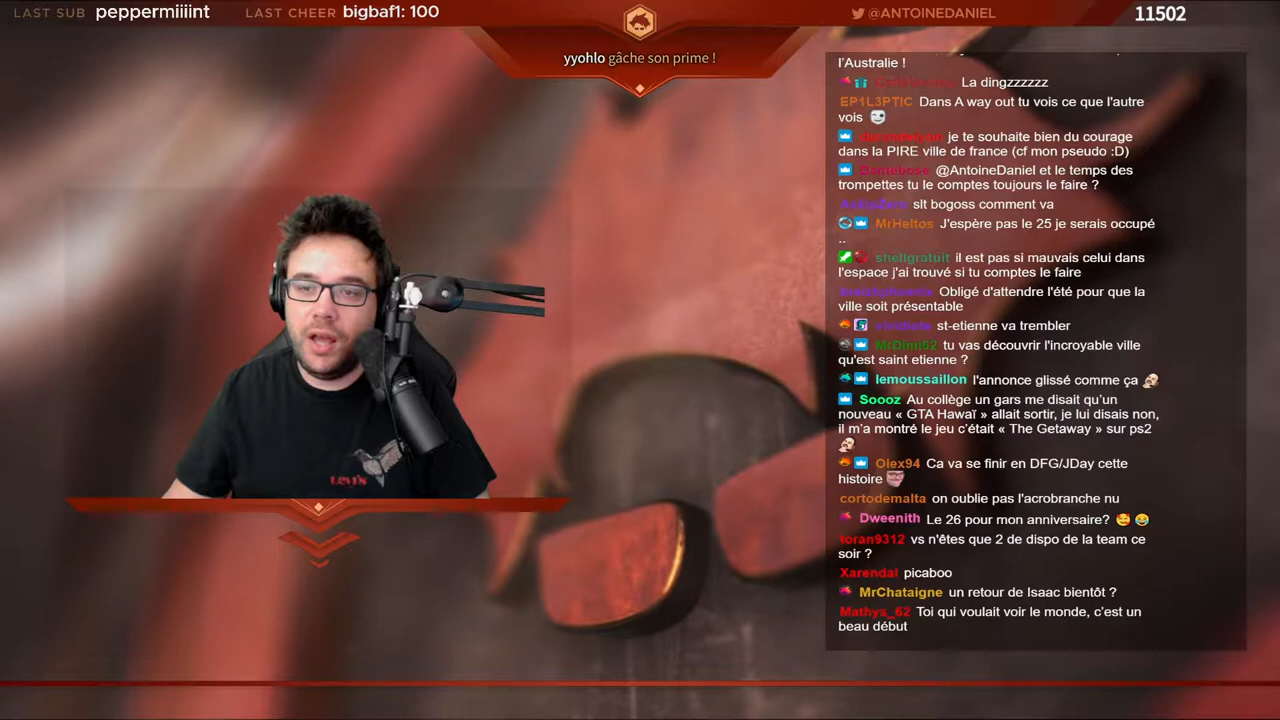 LAST SUB peppermiiiint LAST CHEER bigbaf1: 100 @ANTOINEDANIEL 11502
yyohlo gâche son prime !
l'Australie !
La dingzzzzzz
EP1L3PTIC Dans A way out tu vois ce que l'autre
vois
je te souhaite bien du courage
dans la PIRE ville de france (cf mon pseudo :D)
Dantebose @AntoineDaniel et le temps des
trompettes tu le comptes toujours le faire ?
slt bogoss comment va
MrHeltos J'espère pas le 25 je serais occupé
..
shellgratuit il est pas si mauvais celui dans
l'espace j'ai trouvé si tu comptes le faire
Obligé d'attendre l'été pour que la
ville soit présentable
st-etienne va trembler
MrDimi62 tu vas découvrir l'incroyable ville
qu'est saint etienne ?
lemoussaillon l'annonce glissé comme ça
Soooz Au collège un gars me disait qu'un
nouveau « GTA Hawaï » allait sortir, je lui disais non,
il m'a montré le jeu c'était « The Getaway » sur ps2
Olex94 Ca va se finir en DFG/JDay cette
histoire
cortodemalta on oublie pas l'acrobranche nu
Dweenith Le 26 pour mon anniversaire?
toran9312 vs n'êtes que 2 de dispo de la team ce
soir ?
Xarendal picaboo
MrChataigne un retour de Isaac bientôt ?
Mathys_62 Toi qui voulait voir le monde, c'est un
beau début
LEVI'S